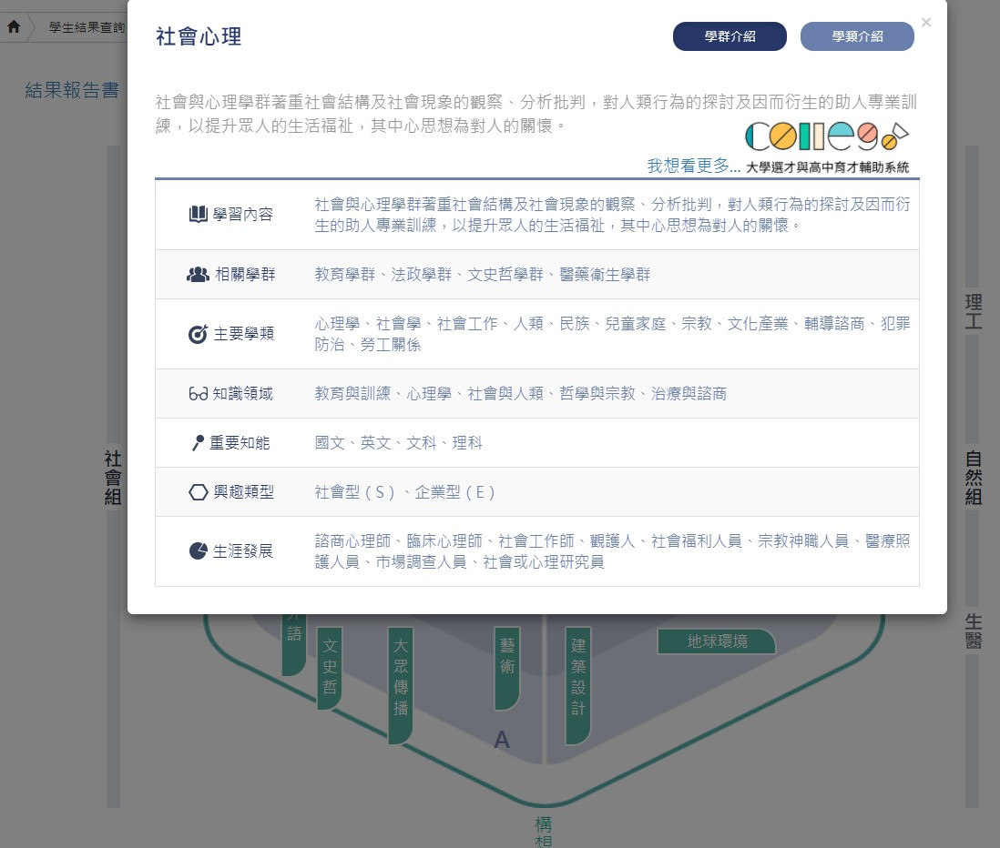 學生結果查詢
結果報告書
社會心理
學群介紹
學類介紹
×
社會與心理學群著重社會結構及社會現象的觀察、分析批判，對人類行為的探討及因而衍生的助人專業訓
練，以提升眾人的生活福祉，其中心思想為對人的關懷。
我想看更多...
Collego
大學選才與高中育才輔助系統
學習內容
社會與心理學群著重社會結構及社會現象的觀察、分析批判，對人類行為的探討及因而衍
生的助人專業訓練，以提升眾人的生活福祉，其中心思想為對人的關懷。
相關學群
教育學群、法政學群、文史哲學群、醫藥衛生學群
主要學類
心理學、社會學、社會工作、人類、民族、兒童家庭、宗教、文化產業、輔導諮商、犯罪
防治、勞工關係
知識領域
教育與訓練、心理學、社會與人類、哲學與宗教、治療與諮商
重要知能
國文、英文、文科、理科
興趣類型
社會型（S）、企業型（E）
生涯發展
諮商心理師、臨床心理師、社會工作師、觀護人、社會福利人員、宗教神職人員、醫療照
護人員、市場調查人員、社會或心理研究員
社會組
理工
自然組
生醫
語
文史哲
大眾傳播
藝術
建築設計
地球環境
A
構